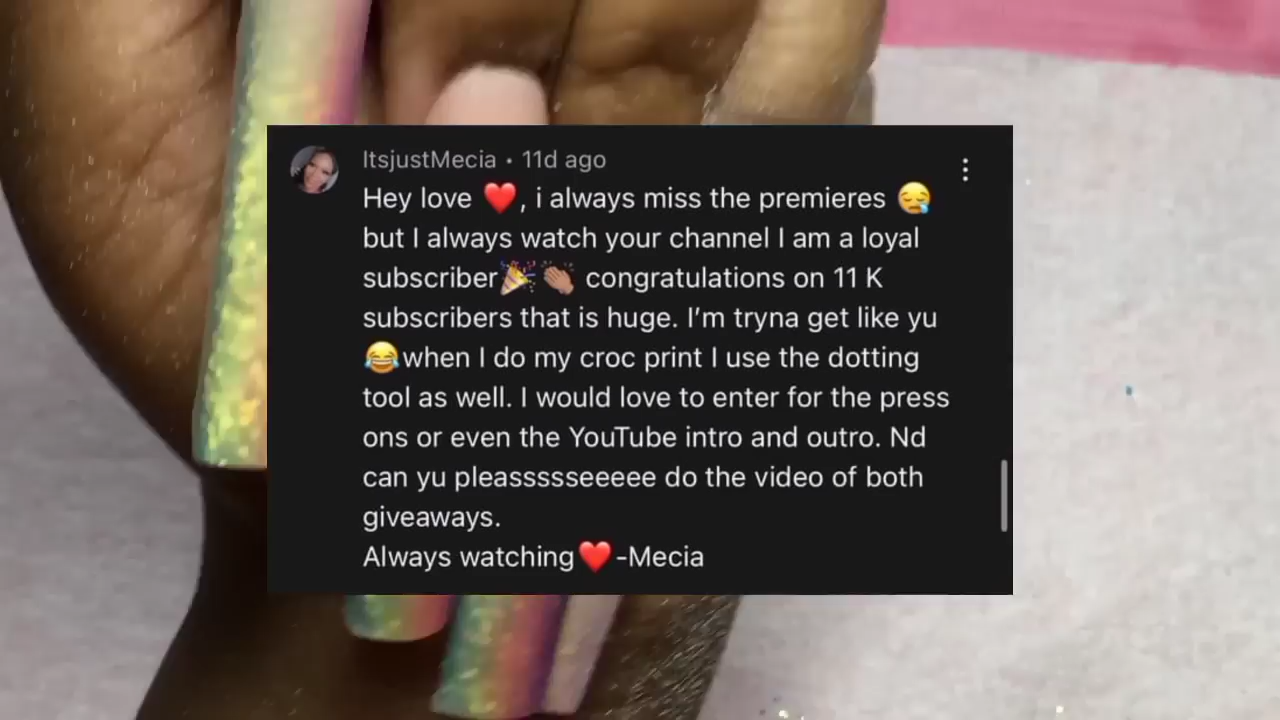 ItsjustMecia • 11d ago
Hey love ❤️, i always miss the premieres 😪
but I always watch your channel I am a loyal
subscriber🎉👏🏽 congratulations on 11 K
subscribers that is huge. I’m tryna get like yu
😂when I do my croc print I use the dotting
tool as well. I would love to enter for the press
ons or even the YouTube intro and outro. Nd
can yu pleassssseeeee do the video of both
giveaways.
Always watching❤️-Mecia